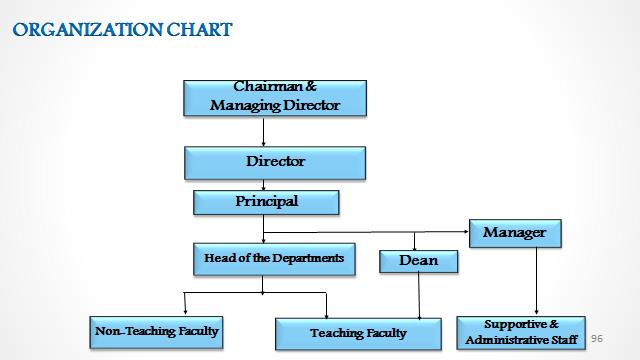 ORGANIZATION CHART
Chairman &
Managing Director
Director
Principal
Manager
Head of the Departments
Dean
Non-Teaching Faculty
Teaching Faculty
Supportive &
Administrative Staff
96